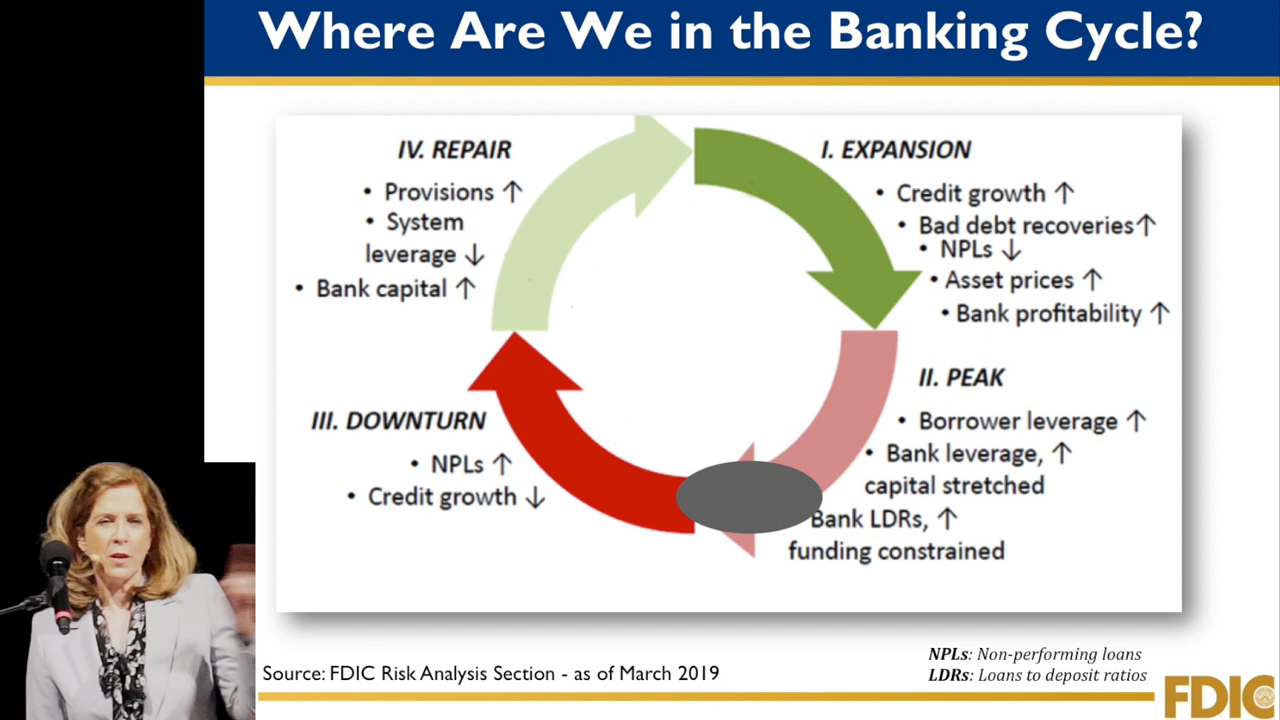 Where Are We in the Banking Cycle?
IV. REPAIR
• Provisions ↑
• System
leverage ↓
• Bank capital ↑
I. EXPANSION
• Credit growth ↑
• Bad debt recoveries↑
• NPLs ↓
• Asset prices ↑
• Bank profitability ↑
II. PEAK
• Borrower leverage ↑
• Bank leverage, ↑
capital stretched
Bank LDRs, ↑
funding constrained
III. DOWNTURN
• NPLs ↑
• Credit growth ↓
Source: FDIC Risk Analysis Section - as of March 2019
NPLs: Non-performing loans
LDRs: Loans to deposit ratios
FDIC